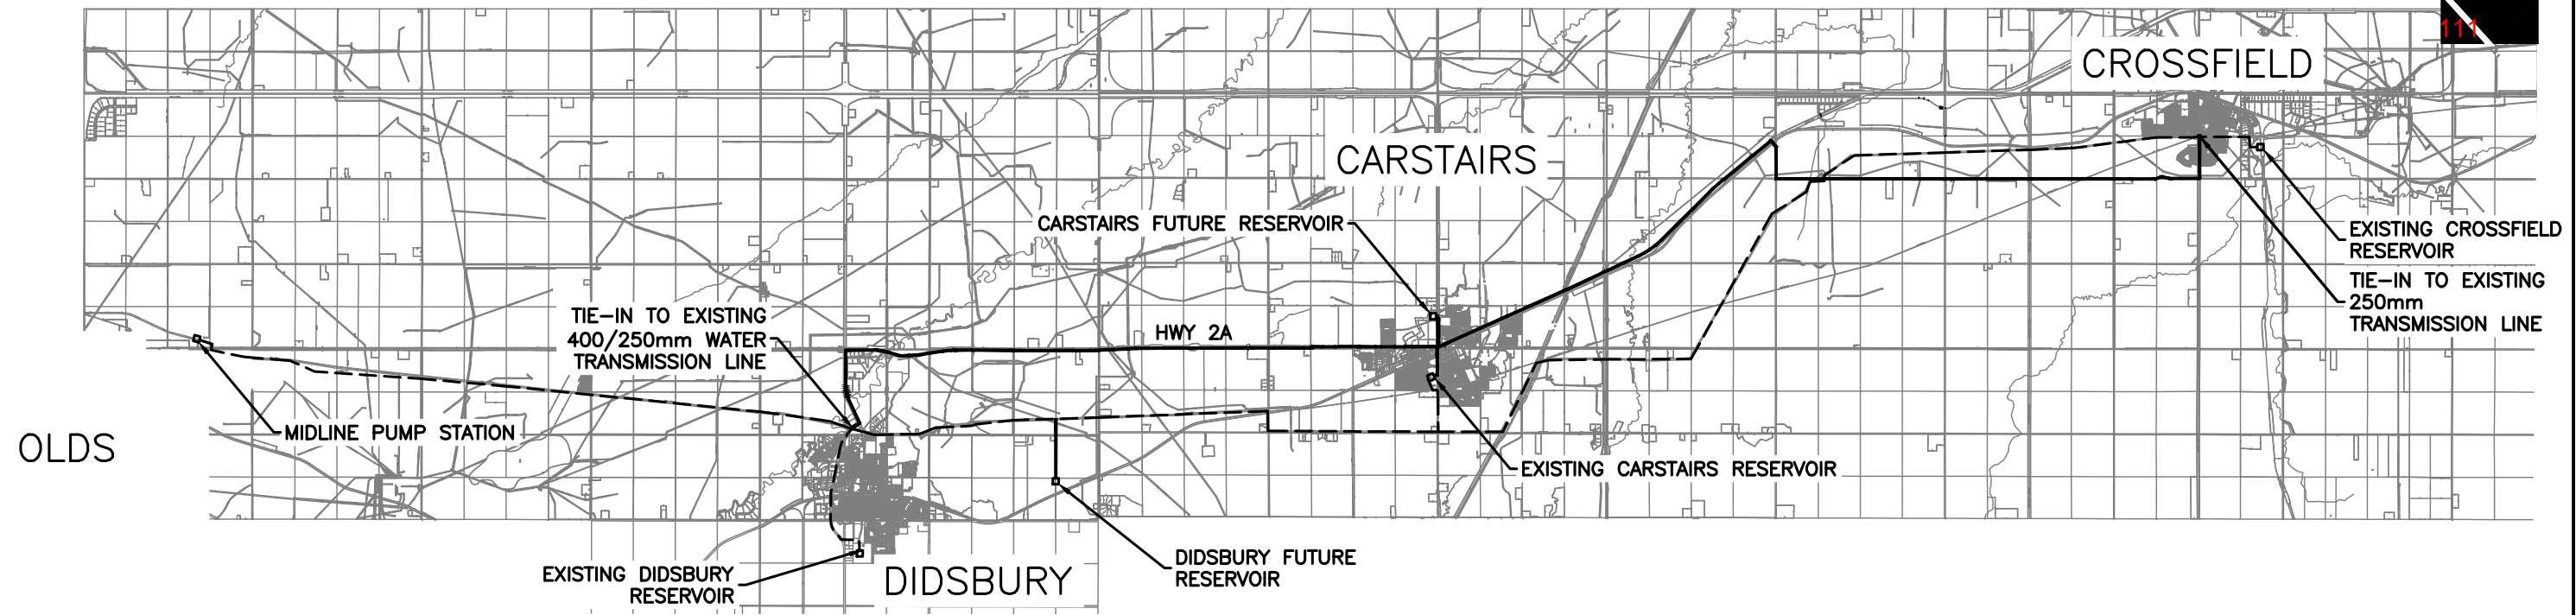 111
CROSSFIELD
CARSTAIRS
CARSTAIRS FUTURE RESERVOIR
EXISTING CROSSFIELD
RESERVOIR
TIE-IN TO EXISTING
250mm
TRANSMISSION LINE
TIE-IN TO EXISTING
400/250mm WATER
TRANSMISSION LINE
HWY 2A
OLDS
MIDLINE PUMP STATION
EXISTING CARSTAIRS RESERVOIR
EXISTING DIDSBURY
RESERVOIR
DIDSBURY
DIDSBURY FUTURE
RESERVOIR